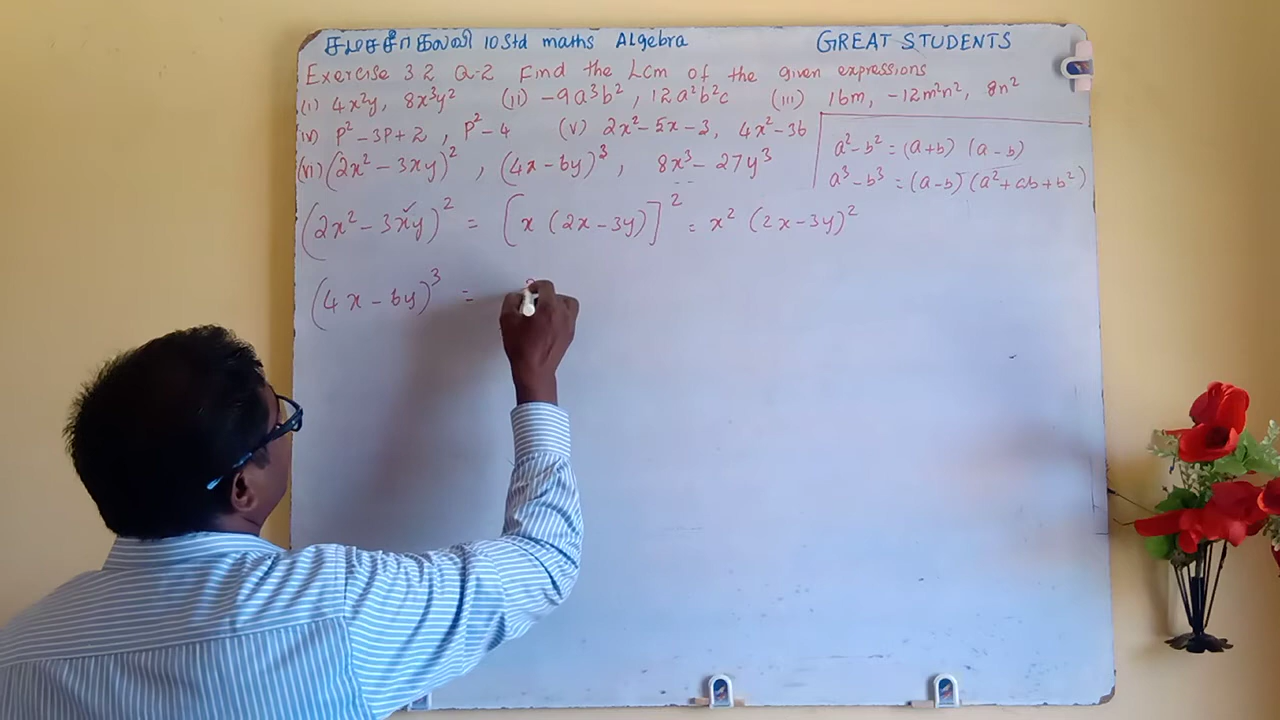 சமச்சீர் கல்வி 10 Std maths Algebra GREAT STUDENTS
Exercise 3.2 Q-2 Find the LCM of the given expressions
(i) 4x²y, 8x³y² (ii) -9a³b², 12a²b²c (iii) 16m, -12m²n², 8n²
iv) P²-3P+2, P²-4 (v) 2x²-5x-3, 4x²-36
(vi) (2x²-3xy)², (4x-6y)³, 8x³-27y³
a²-b² = (a+b) (a-b)
a³-b³ = (a-b) (a²+ab+b²)
(2x²-3xy)² = [x (2x-3y)]² = x² (2x-3y)²
(4x-6y)³ =